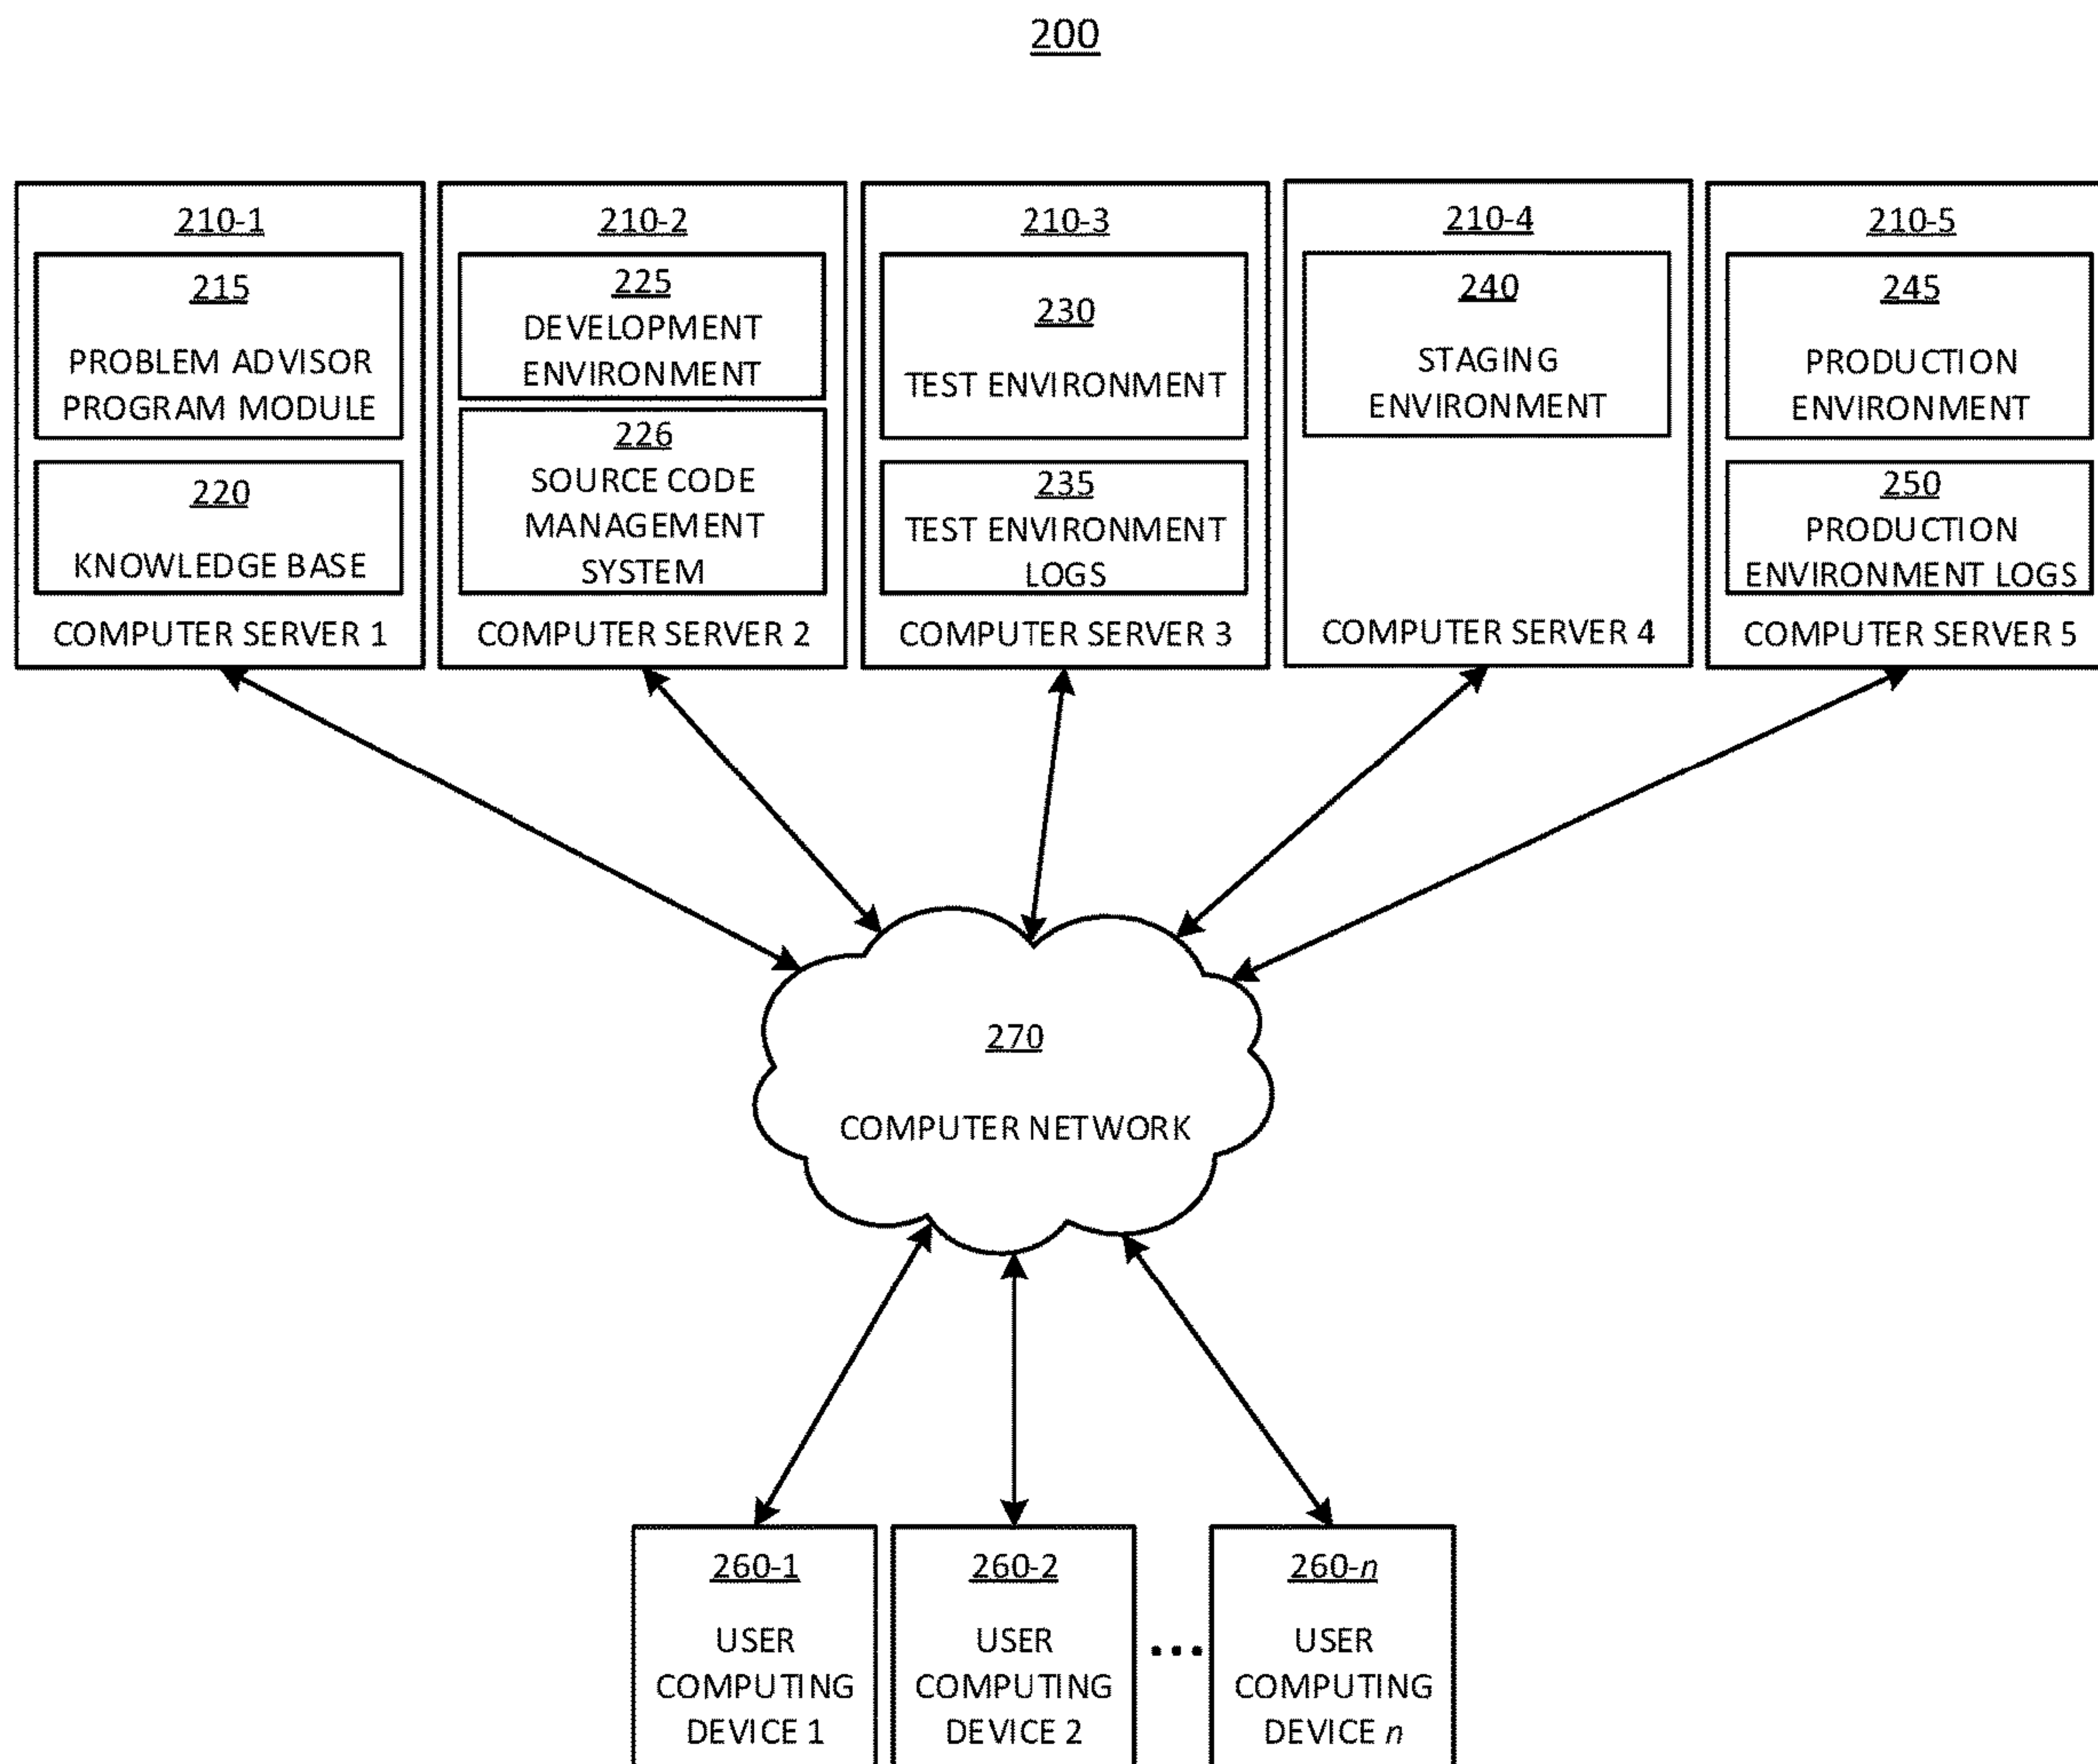 200
210-1
215
PROBLEM ADVISOR
PROGRAM MODULE
220
KNOWLEDGE BASE
COMPUTER SERVER 1
210-2
225
DEVELOPMENT
ENVIRONMENT
226
SOURCE CODE
MANAGEMENT
SYSTEM
COMPUTER SERVER 2
210-3
230
TEST ENVIRONMENT
235
TEST ENVIRONMENT
LOGS
COMPUTER SERVER 3
210-4
240
STAGING
ENVIRONMENT
COMPUTER SERVER 4
210-5
245
PRODUCTION
ENVIRONMENT
250
PRODUCTION
ENVIRONMENT LOGS
COMPUTER SERVER 5
270
COMPUTER NETWORK
260-1
USER
COMPUTING
DEVICE 1
260-2
USER
COMPUTING
DEVICE 2
...
260-n
USER
COMPUTING
DEVICE n